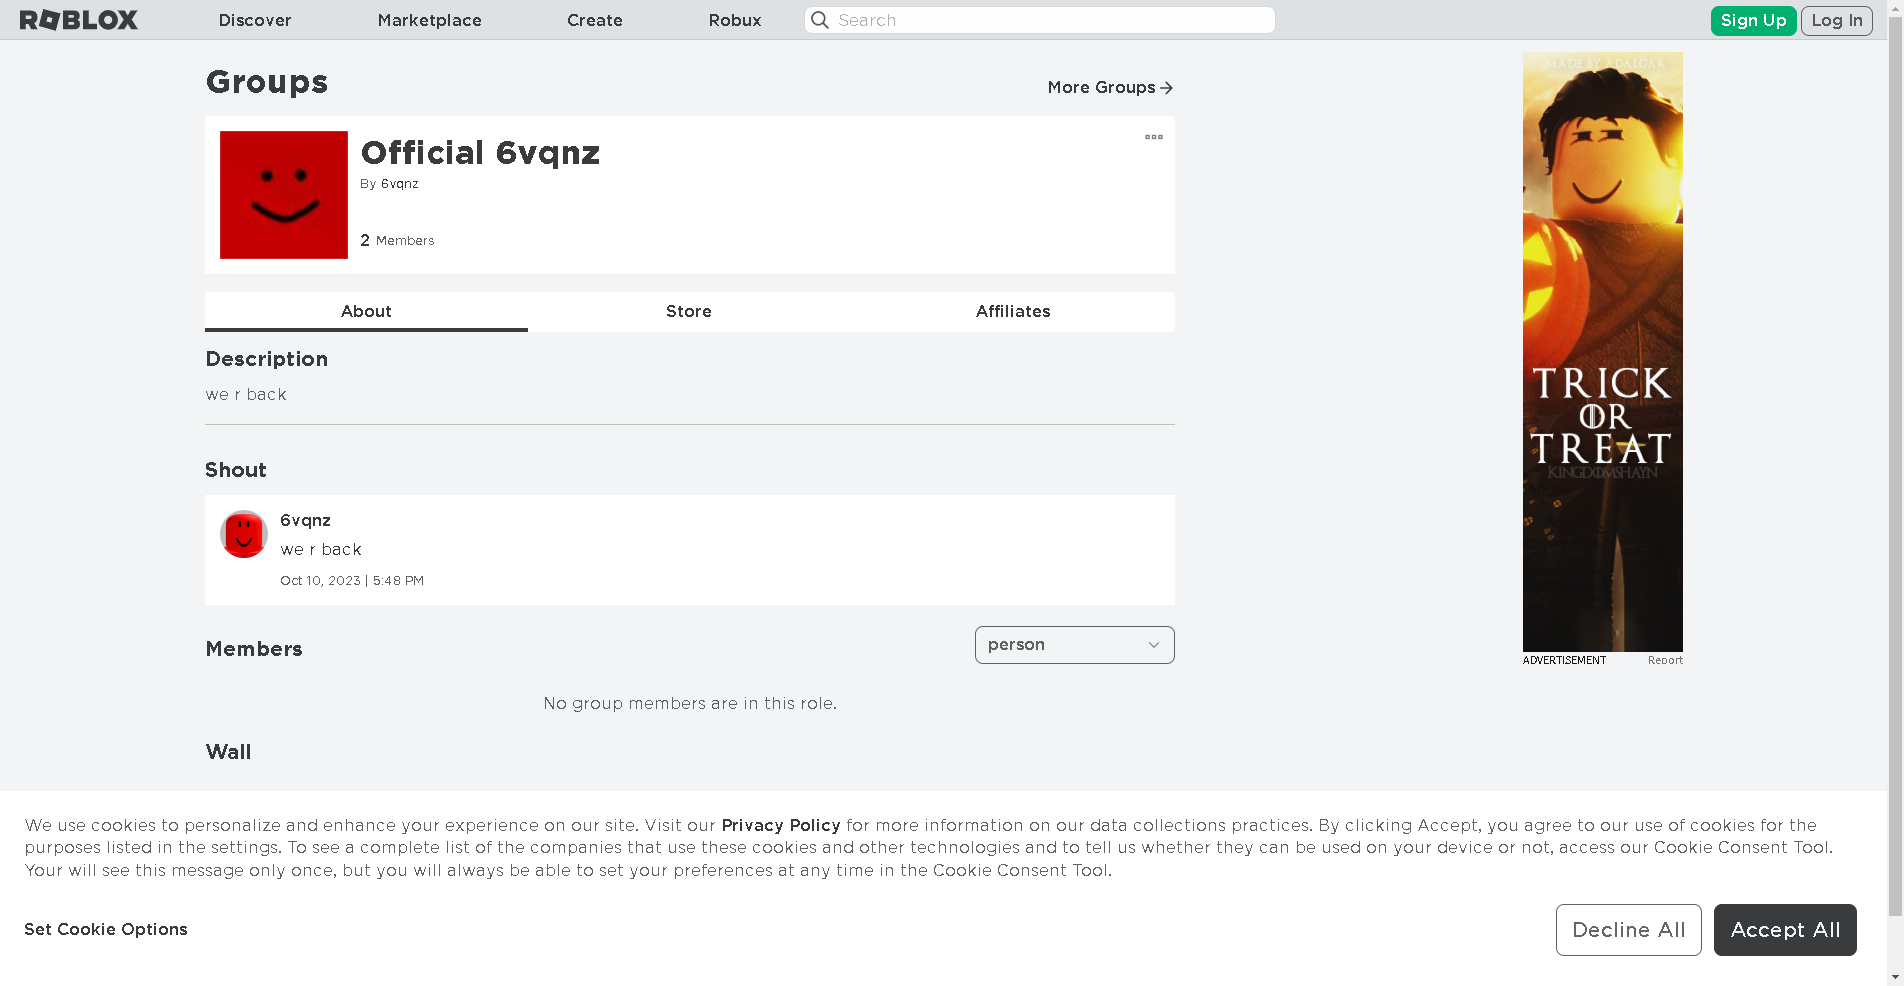 ROBLOX
Discover
Marketplace
Create
Robux
Search
Sign Up
Log In
Groups
More Groups
Official 6vqnz
By 6vqnz
2 Members
About
Store
Affiliates
Description
we r back
Shout
6vqnz
we r back
Oct 10, 2023 | 5:48 PM
Members
person
No group members are in this role.
Wall
MADE BY ADALGAR
TRICK
OR
TREAT
KINGDOMSHAYN
ADVERTISEMENT
Report
We use cookies to personalize and enhance your experience on our site. Visit our Privacy Policy for more information on our data collections practices. By clicking Accept, you agree to our use of cookies for the
purposes listed in the settings. To see a complete list of the companies that use these cookies and other technologies and to tell us whether they can be used on your device or not, access our Cookie Consent Tool.
Your will see this message only once, but you will always be able to set your preferences at any time in the Cookie Consent Tool.
Set Cookie Options
Decline All
Accept All